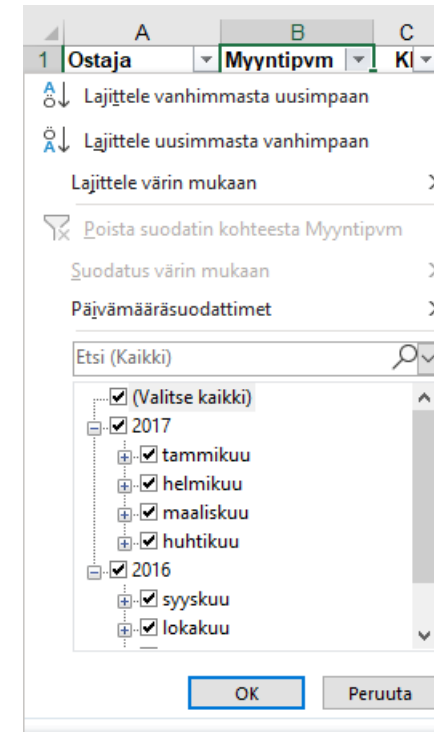 A B C
1 Ostaja Myyntipvm Kl
Lajittele vanhimmasta uusimpaan
Lajittele uusimmasta vanhimpaan
Lajittele värin mukaan
Poista suodatin kohteesta Myyntipvm
Suodatus värin mukaan
Päivämääräsuodattimet
Etsi (Kaikki)
(Valitse kaikki)
2017
tammikuu
helmikuu
maaliskuu
huhtikuu
2016
syyskuu
lokakuu
OK Peruuta